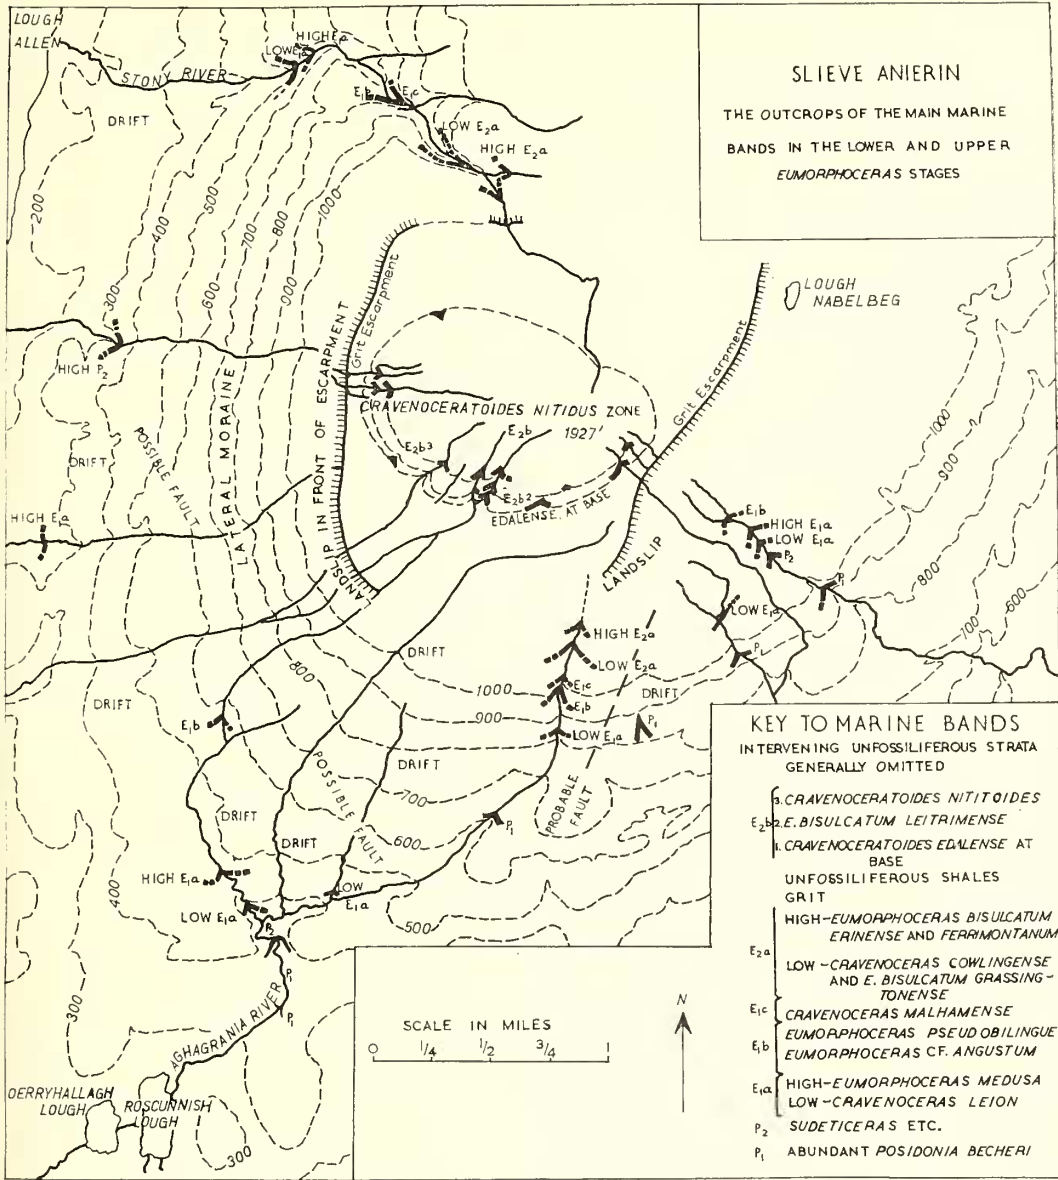 LOUGH
ALLEN
STONY RIVER
LOW E₁a
HIGH E₁a
E₁b
E₁c
LOW E₂a
HIGH E₂a
SLIEVE ANIERIN
THE OUTCROPS OF THE MAIN MARINE
BANDS IN THE LOWER AND UPPER
EUMORPHOCERAS STAGES
DRIFT
200
300
400
500
600
700
800
900
1000
LOUGH
NABELBEG
Grit Escarpment
Grit Escarpment
HIGH P₂
LATERAL MORAINE
LANDSLIP IN FRONT OF ESCARPMENT
CRAVENOCERATOIDES NITIDUS ZONE
1927'
E₂b3
E₂b
E₂b2
EDALENSE AT BASE
POSSIBLE FAULT
DRIFT
HIGH E₁a
LANDSLIP
E₁b
HIGH E₁a
LOW E₁a
P₂
P₁
1000
900
800
700
600
LOW E₁a
P₁
HIGH E₂a
LOW E₂a
E₁c
E₁b
LOW E₁a
DRIFT
P₁
DRIFT
DRIFT
E₁b
800
1000
900
700
600
500
DRIFT
POSSIBLE FAULT
PROBABLE
FAULT
P₁
DRIFT
DRIFT
400
HIGH E₁a
LOW E₁a
LOW
E₁a
P₂
P₁
P₁
300
AGHAGRANIA RIVER
DERRYHALLAGH
LOUGH
ROSCUNNISH
LOUGH
300
SCALE IN MILES
0 1/4 1/2 3/4 1
N
KEY TO MARINE BANDS
INTERVENING UNFOSSILIFEROUS STRATA
GENERALLY OMITTED
3. CRAVENOCERATOIDES NITITOIDES
E₂b 2. E. BISULCATUM LEITRIMENSE
1. CRAVENOCERATOIDES EDALENSE AT
BASE
UNFOSSILIFEROUS SHALES
GRIT
HIGH-EUMORPHOCERAS BISULCATUM
ERINENSE AND FERRIMONTANUM
E₂a
LOW-CRAVENOCERAS COWLINGENSE
AND E. BISULCATUM GRASSING-
TONENSE
E₁c CRAVENOCERAS MALHAMENSE
EUMORPHOCERAS PSEUDOBILINGUE
E₁b
EUMORPHOCERAS CF. ANGUSTUM
E₁a HIGH-EUMORPHOCERAS MEDUSA
LOW-CRAVENOCERAS LEION
P₂ SUDETICERAS ETC.
P₁ ABUNDANT POSIDONIA BECHERI